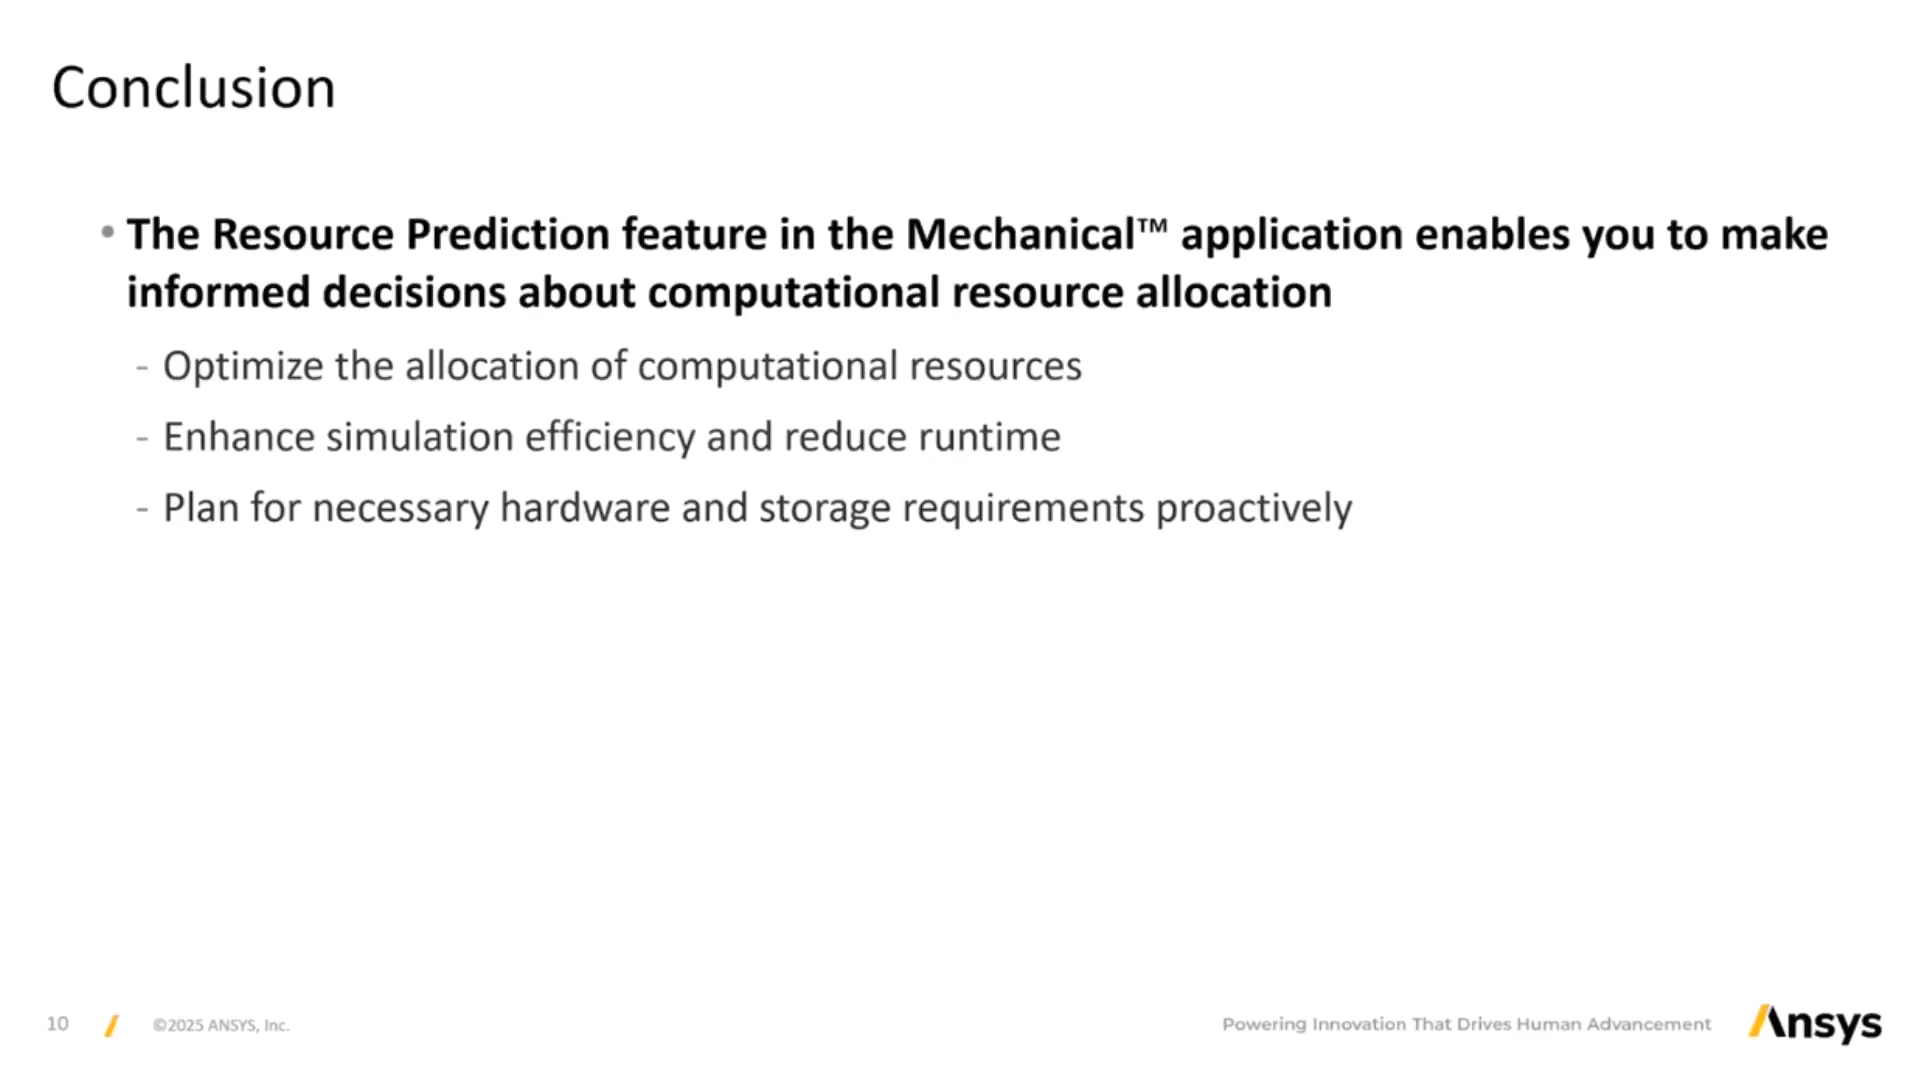 Conclusion
• The Resource Prediction feature in the Mechanical™ application enables you to make
informed decisions about computational resource allocation
- Optimize the allocation of computational resources
- Enhance simulation efficiency and reduce runtime
- Plan for necessary hardware and storage requirements proactively
10
©2025 ANSYS, Inc.
Powering Innovation That Drives Human Advancement
Ansys